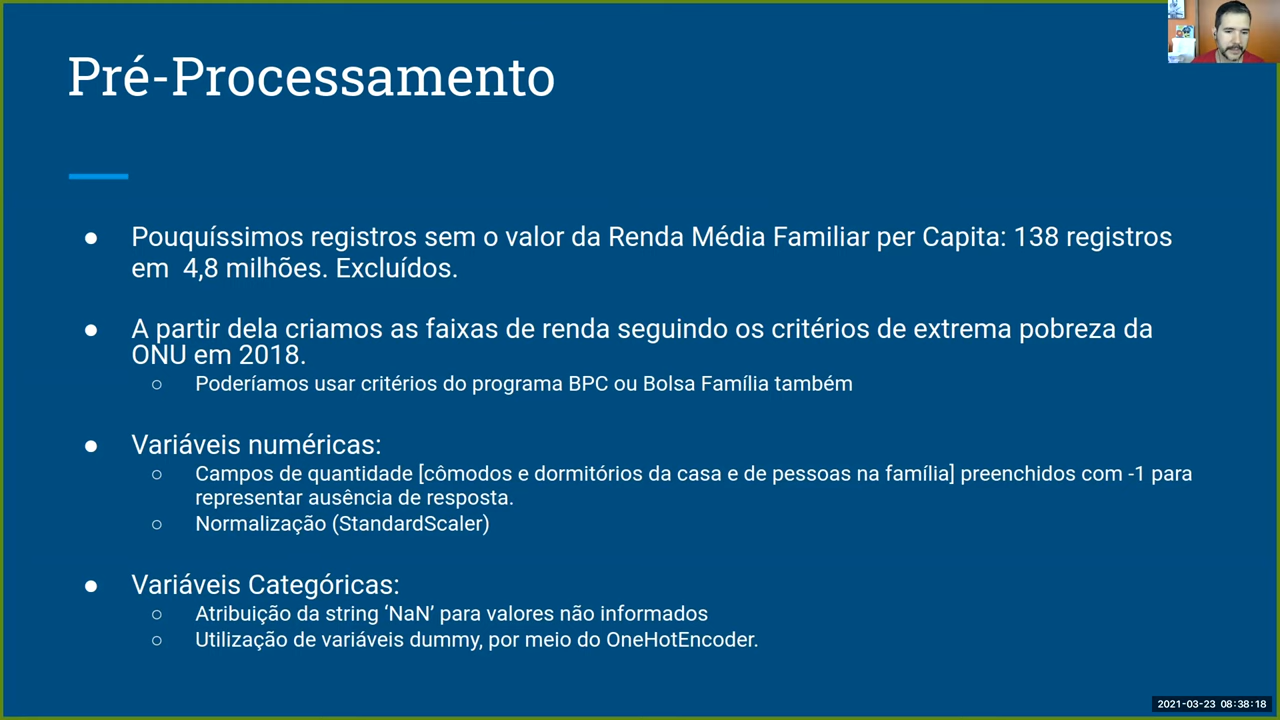 Pré-Processamento
● Pouquíssimos registros sem o valor da Renda Média Familiar per Capita: 138 registros
em 4,8 milhões. Excluídos.
● A partir dela criamos as faixas de renda seguindo os critérios de extrema pobreza da
ONU em 2018.
○ Poderíamos usar critérios do programa BPC ou Bolsa Família também
● Variáveis numéricas:
○ Campos de quantidade [cômodos e dormitórios da casa e de pessoas na família] preenchidos com -1 para
representar ausência de resposta.
○ Normalização (StandardScaler)
● Variáveis Categóricas:
○ Atribuição da string ‘NaN’ para valores não informados
○ Utilização de variáveis dummy, por meio do OneHotEncoder.
2021-03-23 08:38:18